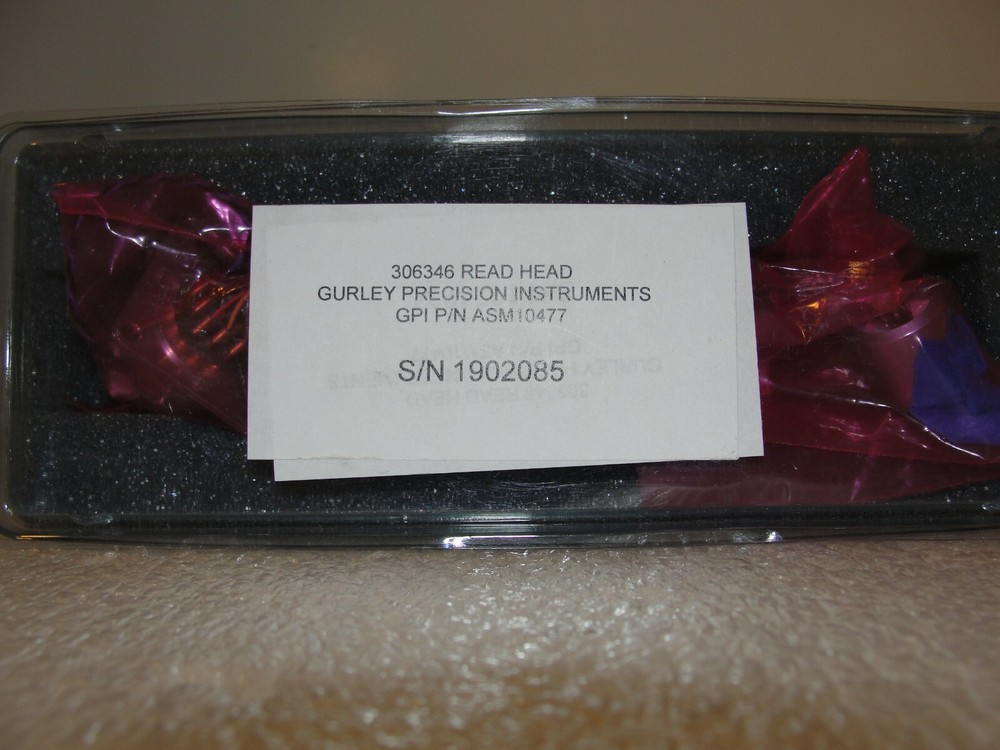 306346 READ HEAD
GURLEY PRECISION INSTRUMENTS
GPI P/N ASM10477
S/N 1902085